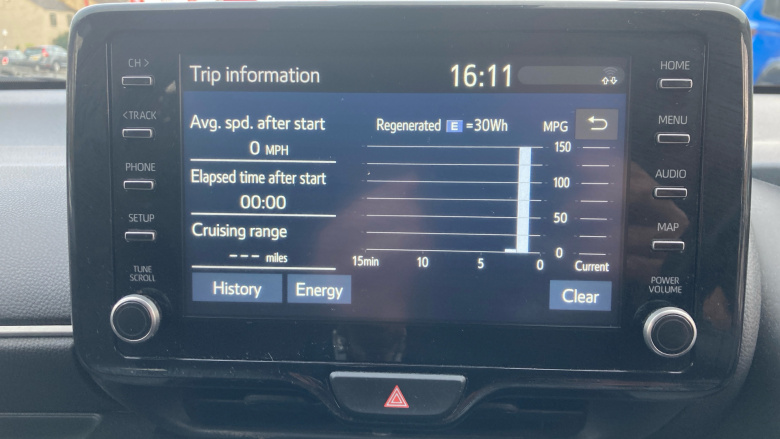 CH >
< TRACK
PHONE
SETUP
TUNE
SCROLL
Trip information 16:11
Avg. spd. after start
0 MPH
Elapsed time after start
00:00
Cruising range
--- miles
History Energy
Regenerated E =30Wh MPG
150
100
50
0
15min 10 5 0 Current
Clear
HOME
MENU
AUDIO
MAP
POWER
VOLUME